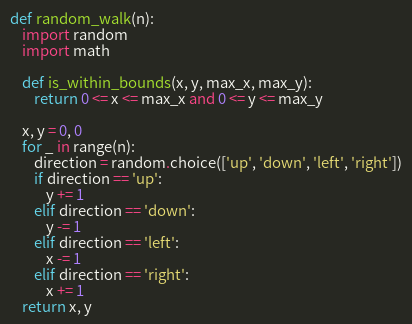 def random_walk(n):
    import random
    import math

    def is_within_bounds(x, y, max_x, max_y):
        return 0 <= x <= max_x and 0 <= y <= max_y

    x, y = 0, 0
    for _ in range(n):
        direction = random.choice(['up', 'down', 'left', 'right'])
        if direction == 'up':
            y += 1
        elif direction == 'down':
            y -= 1
        elif direction == 'left':
            x -= 1
        elif direction == 'right':
            x += 1
    return x, y